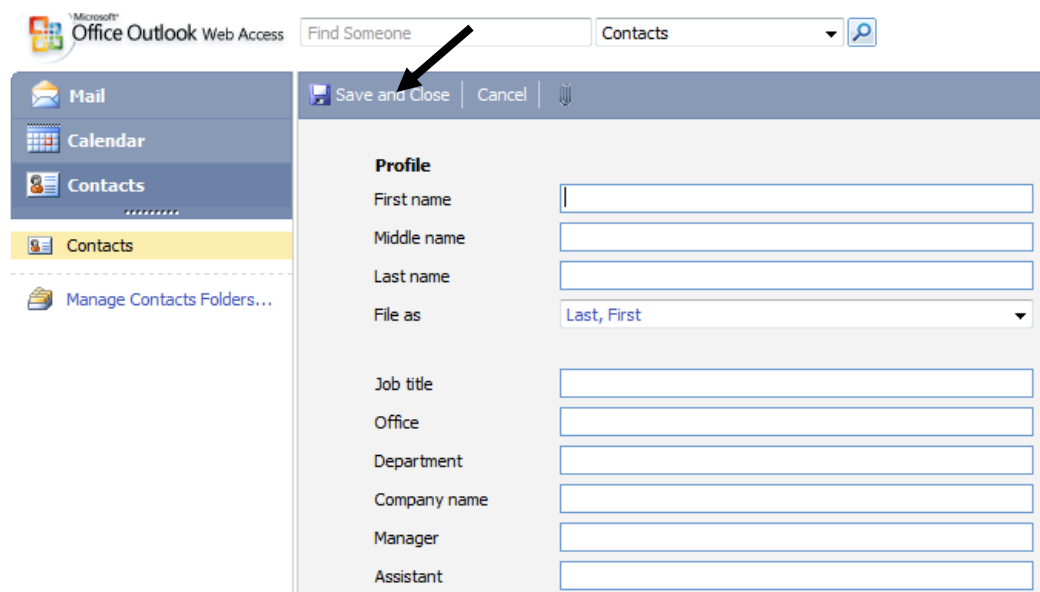 Microsoft®
Office Outlook Web Access
Find Someone
Contacts
Mail
Calendar
Contacts
Contacts
Manage Contacts Folders...
Save and Close
Cancel
Profile
First name
Middle name
Last name
File as
Last, First
Job title
Office
Department
Company name
Manager
Assistant